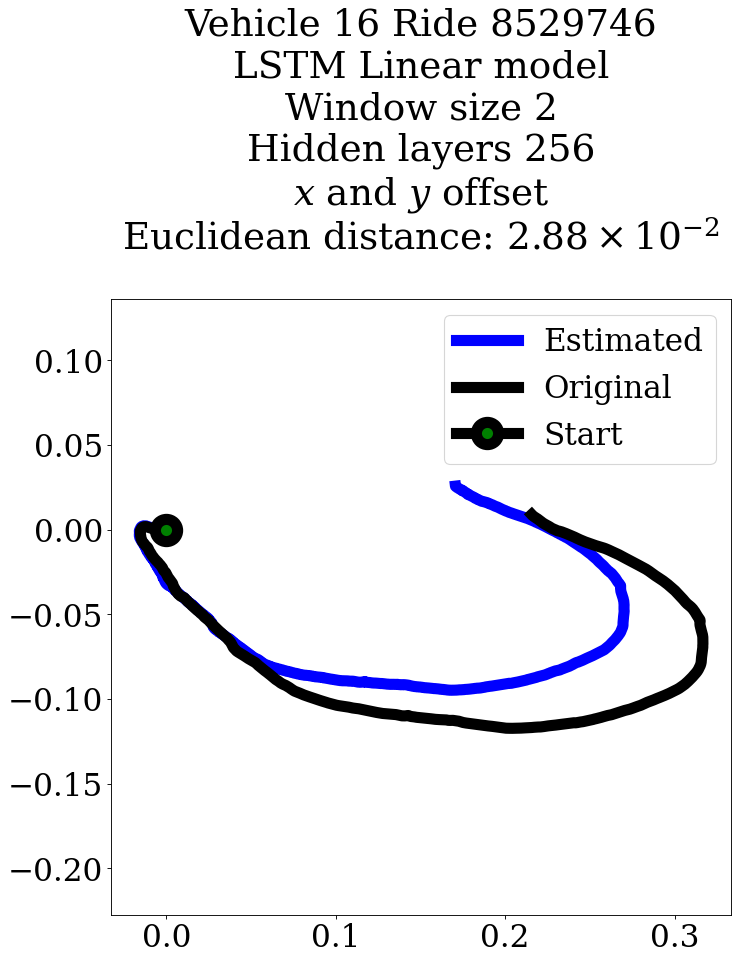 Vehicle 16 Ride 8529746
LSTM Linear model
Window size 2
Hidden layers 256
x and y offset
Euclidean distance: 2.88 × 10⁻²
Estimated
Original
Start
0.10
0.05
0.00
−0.05
−0.10
−0.15
−0.20
0.0 0.1 0.2 0.3